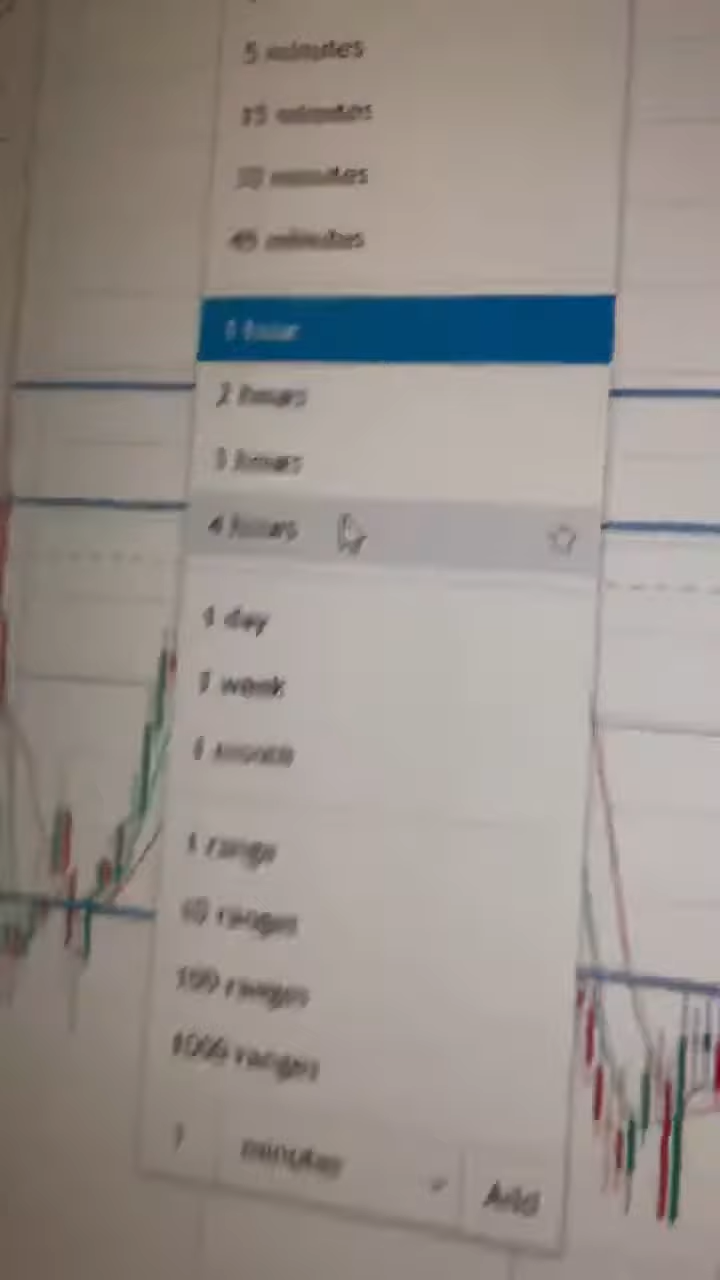 5 minutes
15 minutes
30 minutes
45 minutes
1 hour
2 hours
3 hours
4 hours
1 day
1 week
1 month
1 range
10 ranges
100 ranges
1000 ranges
minutes
Add